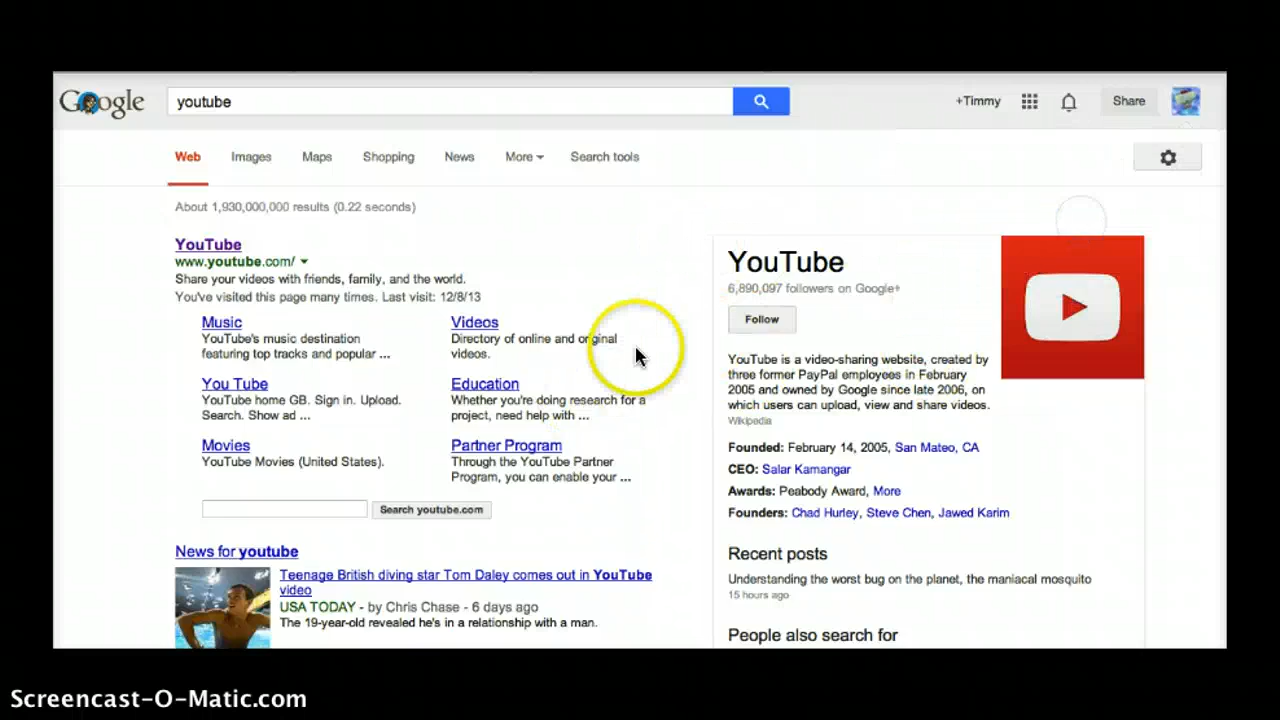 Google
youtube
+Timmy
Share
Web
Images
Maps
Shopping
News
More
Search tools
About 1,930,000,000 results (0.22 seconds)
YouTube
www.youtube.com/
Share your videos with friends, family, and the world.
You've visited this page many times. Last visit: 12/8/13
Music
YouTube's music destination
featuring top tracks and popular ...
Videos
Directory of online and original
videos.
You Tube
YouTube home GB. Sign in. Upload.
Search. Show ad ...
Education
Whether you're doing research for a
project, need help with ...
Movies
YouTube Movies (United States).
Partner Program
Through the YouTube Partner
Program, you can enable your ...
Search youtube.com
News for youtube
Teenage British diving star Tom Daley comes out in YouTube
video
USA TODAY - by Chris Chase - 6 days ago
The 19-year-old revealed he's in a relationship with a man.
YouTube
6,890,097 followers on Google+
Follow
YouTube is a video-sharing website, created by
three former PayPal employees in February
2005 and owned by Google since late 2006, on
which users can upload, view and share videos.
Wikipedia
Founded: February 14, 2005, San Mateo, CA
CEO: Salar Kamangar
Awards: Peabody Award, More
Founders: Chad Hurley, Steve Chen, Jawed Karim
Recent posts
Understanding the worst bug on the planet, the maniacal mosquito
15 hours ago
People also search for
Screencast-O-Matic.com